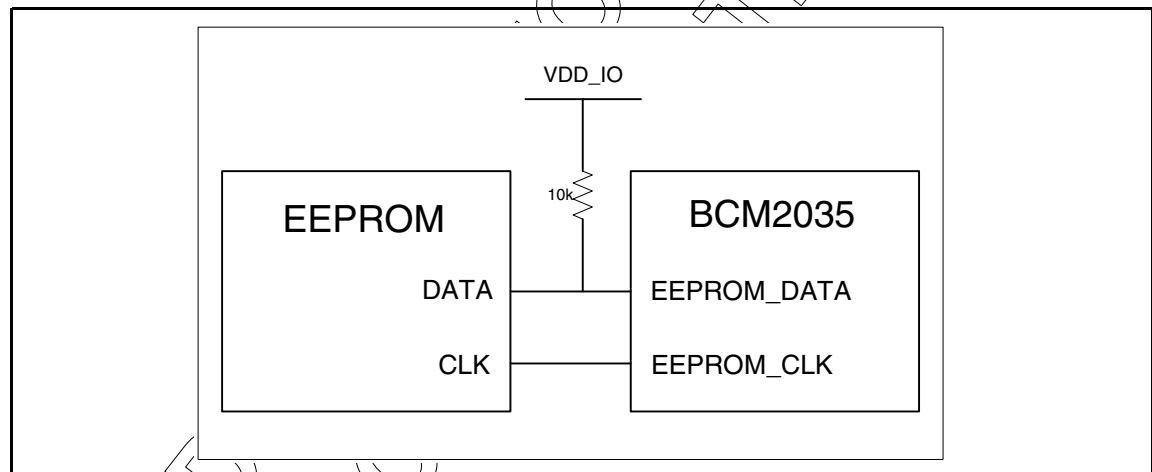 VDD_IO
10k
EEPROM
BCM2035
DATA
EEPROM_DATA
CLK
EEPROM_CLK